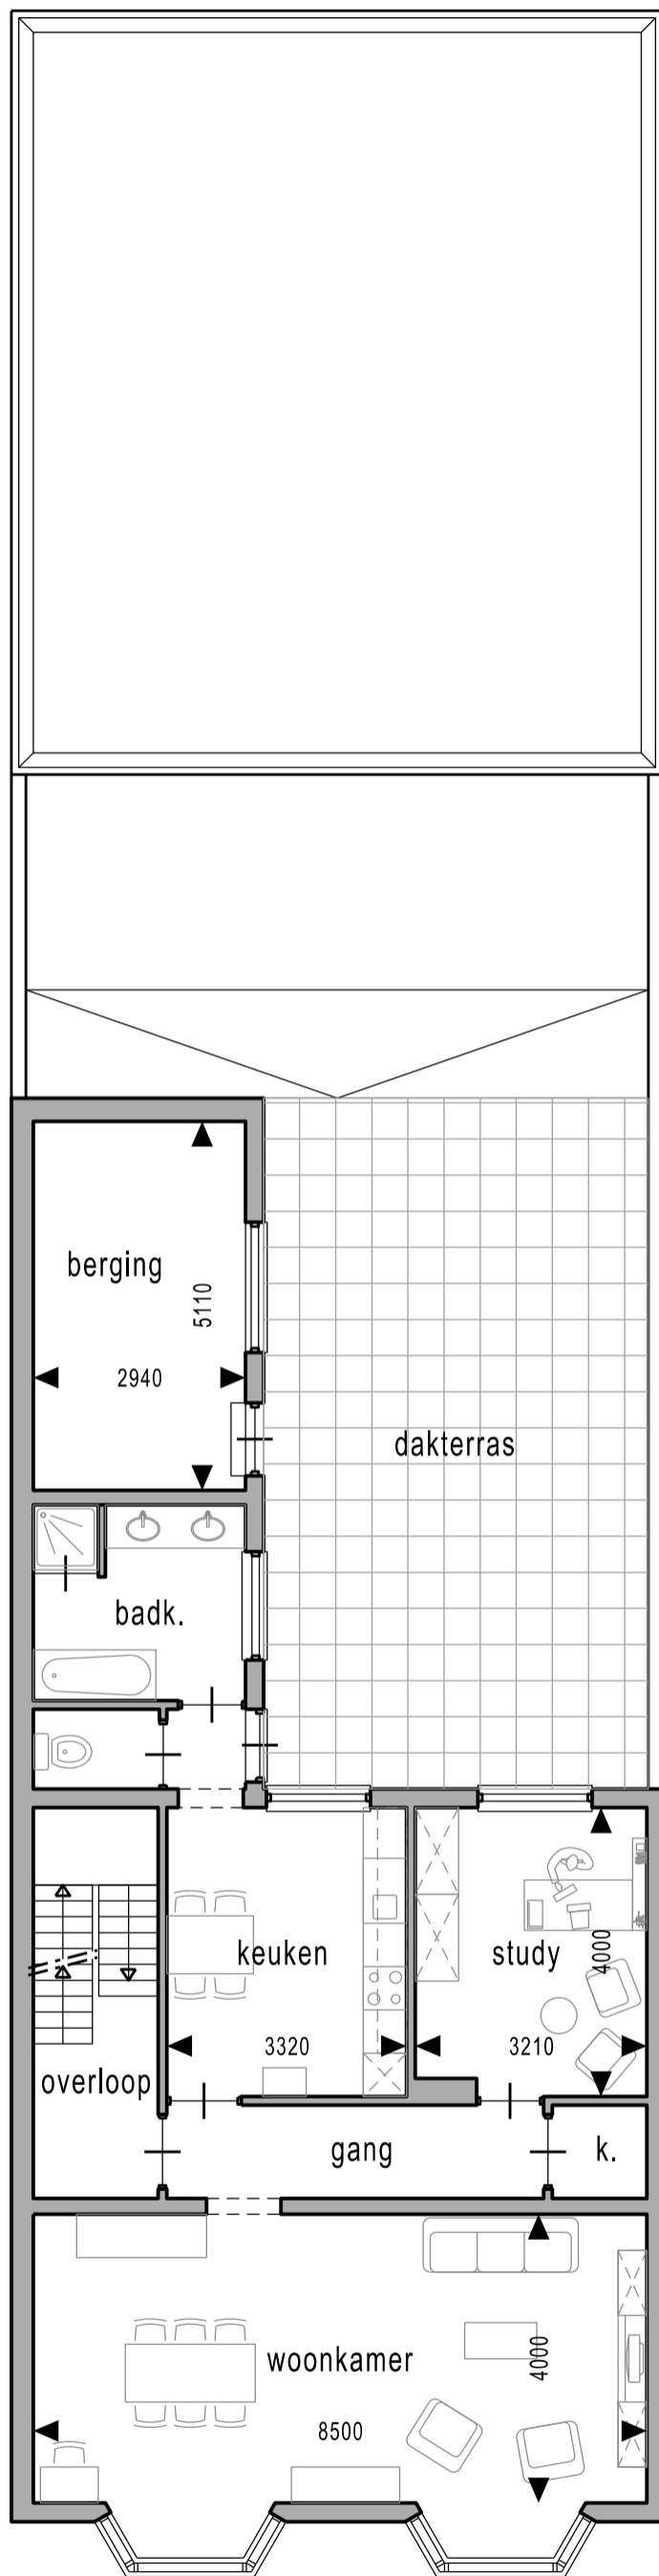 berging
5110
2940
dakterras
badk.
keuken
study
4000
3320
3210
overloop
gang
k.
woonkamer
4000
8500